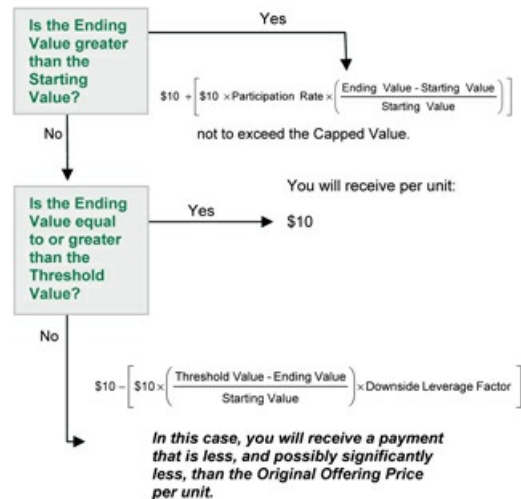 Is the Ending
Value greater
than the
Starting
Value?
Yes
$10 + [ $10 × Participation Rate × ( (Ending Value - Starting Value) / Starting Value ) ]
not to exceed the Capped Value.
No
Is the Ending
Value equal
to or greater
than the
Threshold
Value?
Yes
You will receive per unit:
$10
No
$10 − [ $10 × ( (Threshold Value - Ending Value) / Starting Value ) × Downside Leverage Factor ]
In this case, you will receive a payment
that is less, and possibly significantly
less, than the Original Offering Price
per unit.